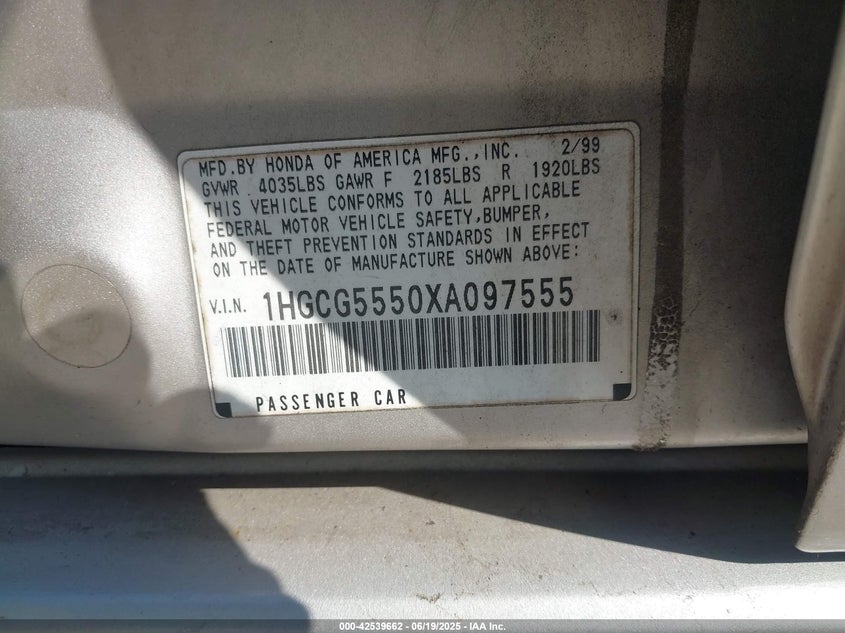 MFD.BY HONDA OF AMERICA MFG.,INC. 2/99
GVWR 4035LBS GAWR F 2185LBS R 1920LBS
THIS VEHICLE CONFORMS TO ALL APPLICABLE
FEDERAL MOTOR VEHICLE SAFETY,BUMPER,
AND THEFT PREVENTION STANDARDS IN EFFECT
ON THE DATE OF MANUFACTURE SHOWN ABOVE:
V.I.N. 1HGCG5550XA097555
PASSENGER CAR
000-42539662 - 06/19/2025 - IAA Inc.